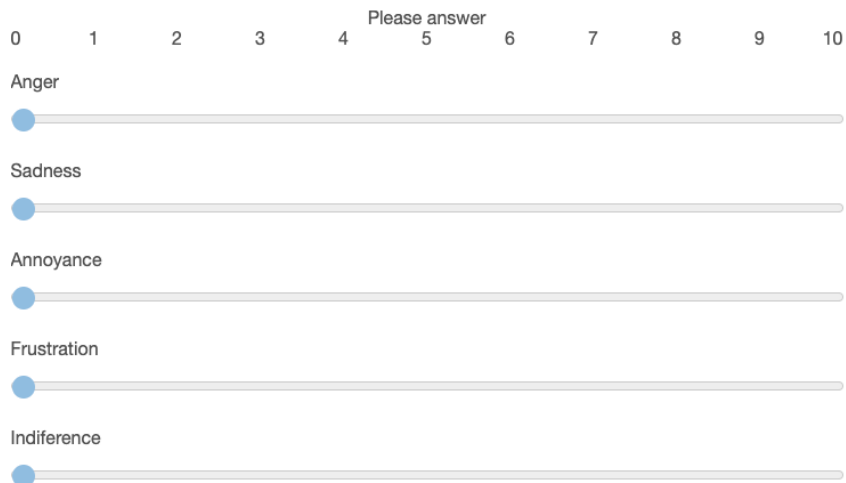 Please answer
0 1 2 3 4 5 6 7 8 9 10
Anger
Sadness
Annoyance
Frustration
Indiference